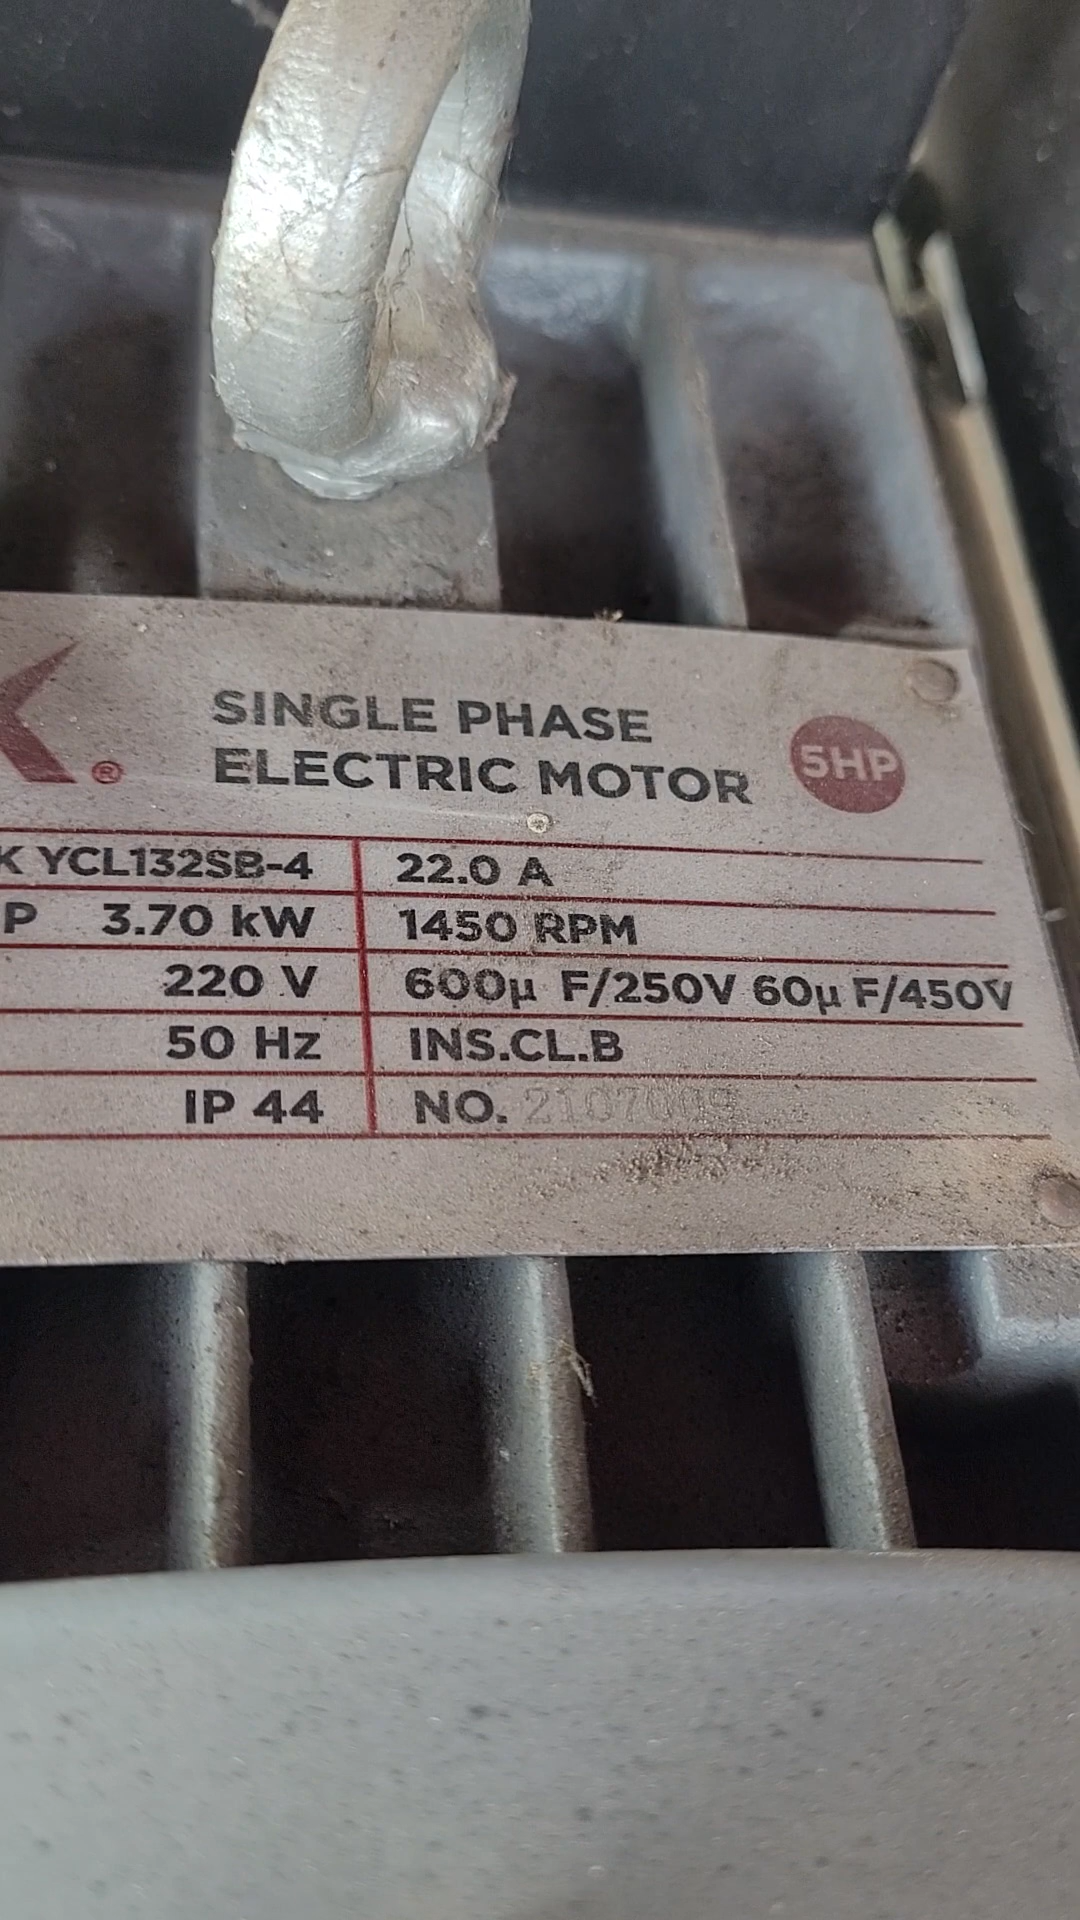 K®
SINGLE PHASE
ELECTRIC MOTOR
5HP
K YCL132SB-4 22.0 A
P 3.70 kW 1450 RPM
220 V 600µ F/250V 60µ F/450V
50 Hz INS.CL.B
IP 44 NO.